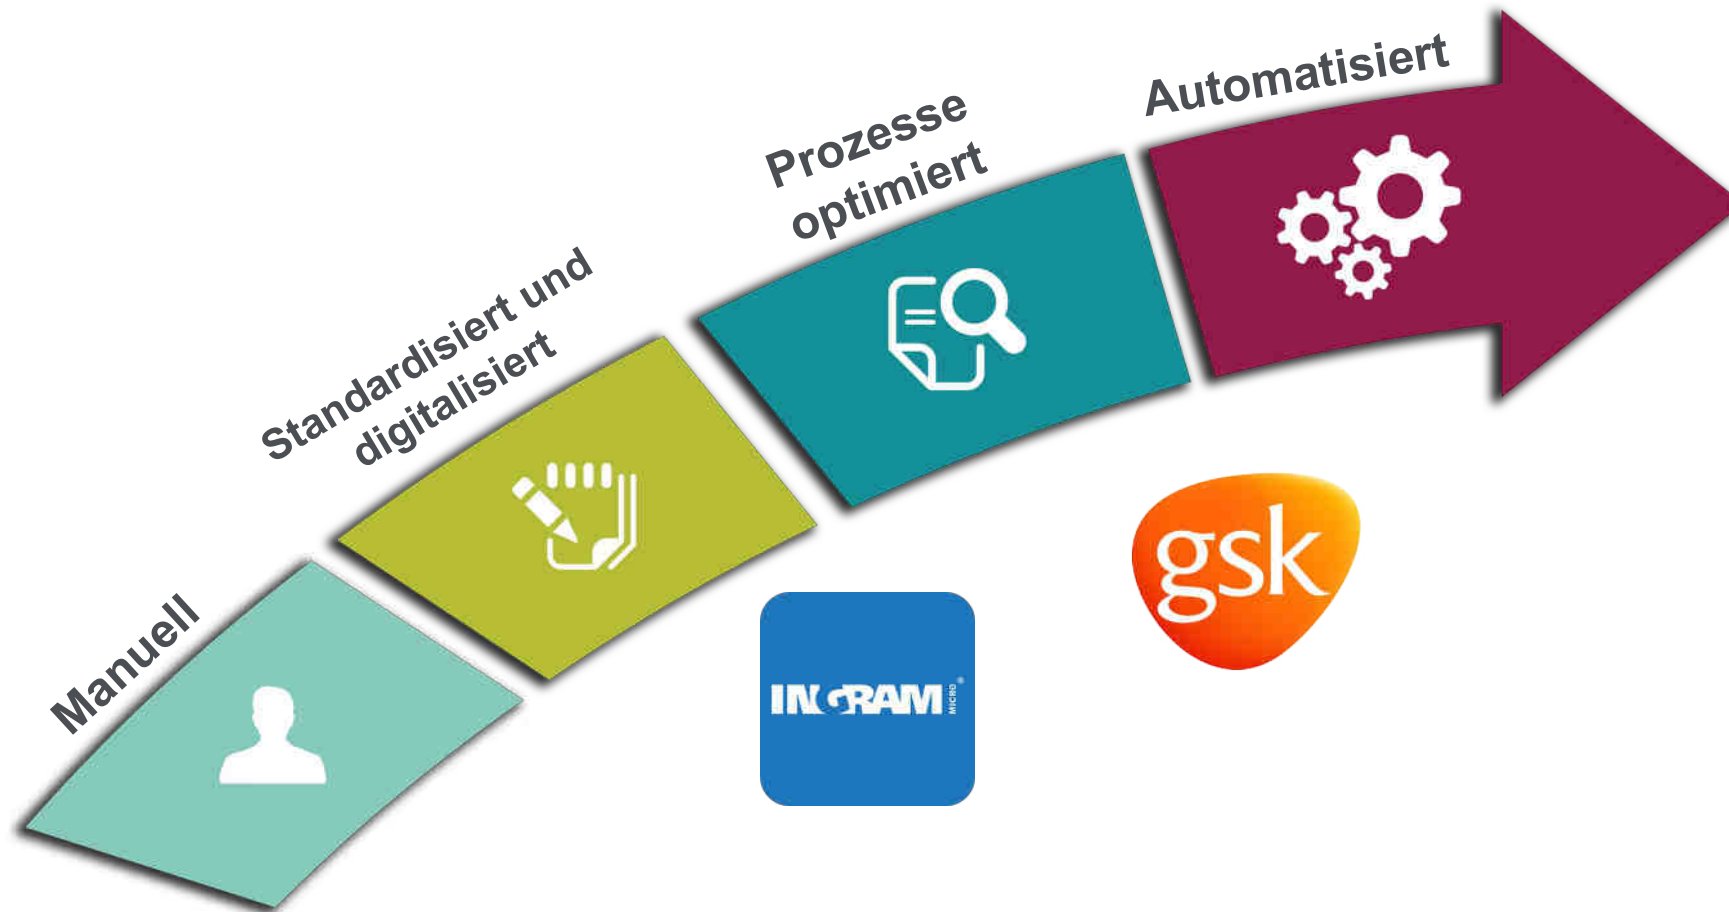 Manuell
Standardisiert und
digitalisiert
Prozesse
optimiert
Automatisiert
gsk
INGRAM
MICRO®